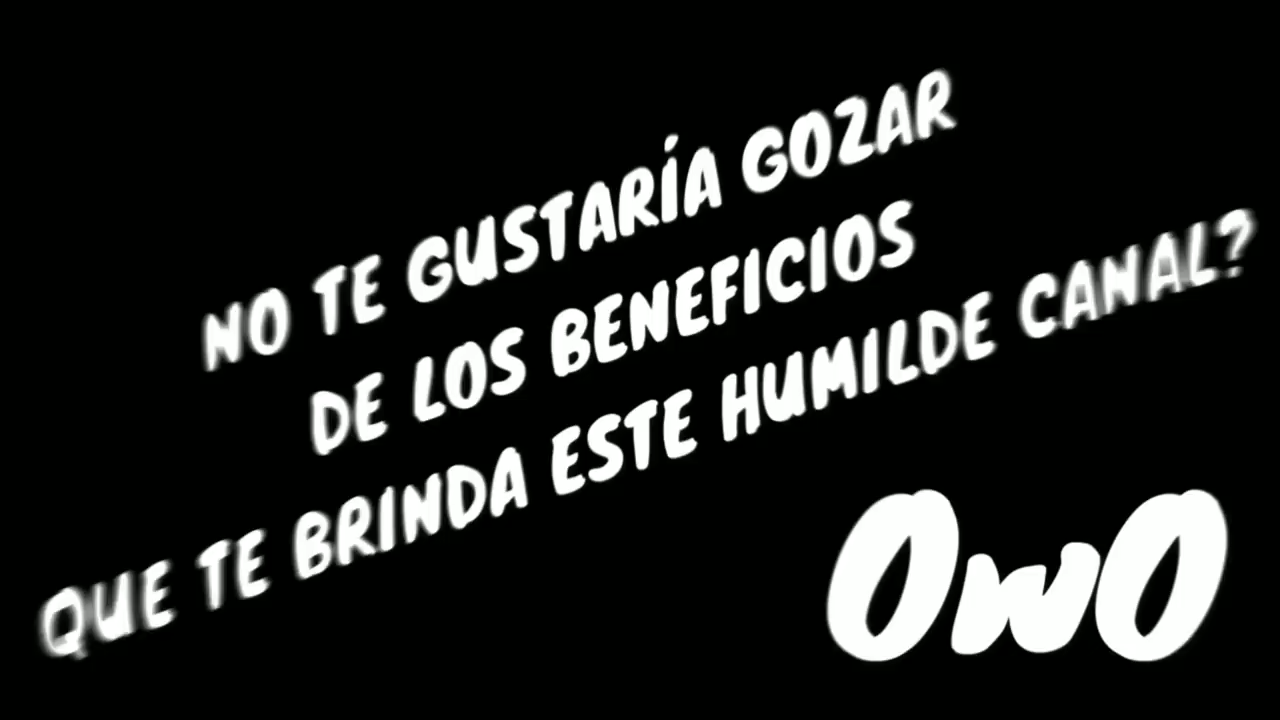 NO TE GUSTARÍA GOZAR
DE LOS BENEFICIOS
QUE TE BRINDA ESTE HUMILDE CANAL?
OwO